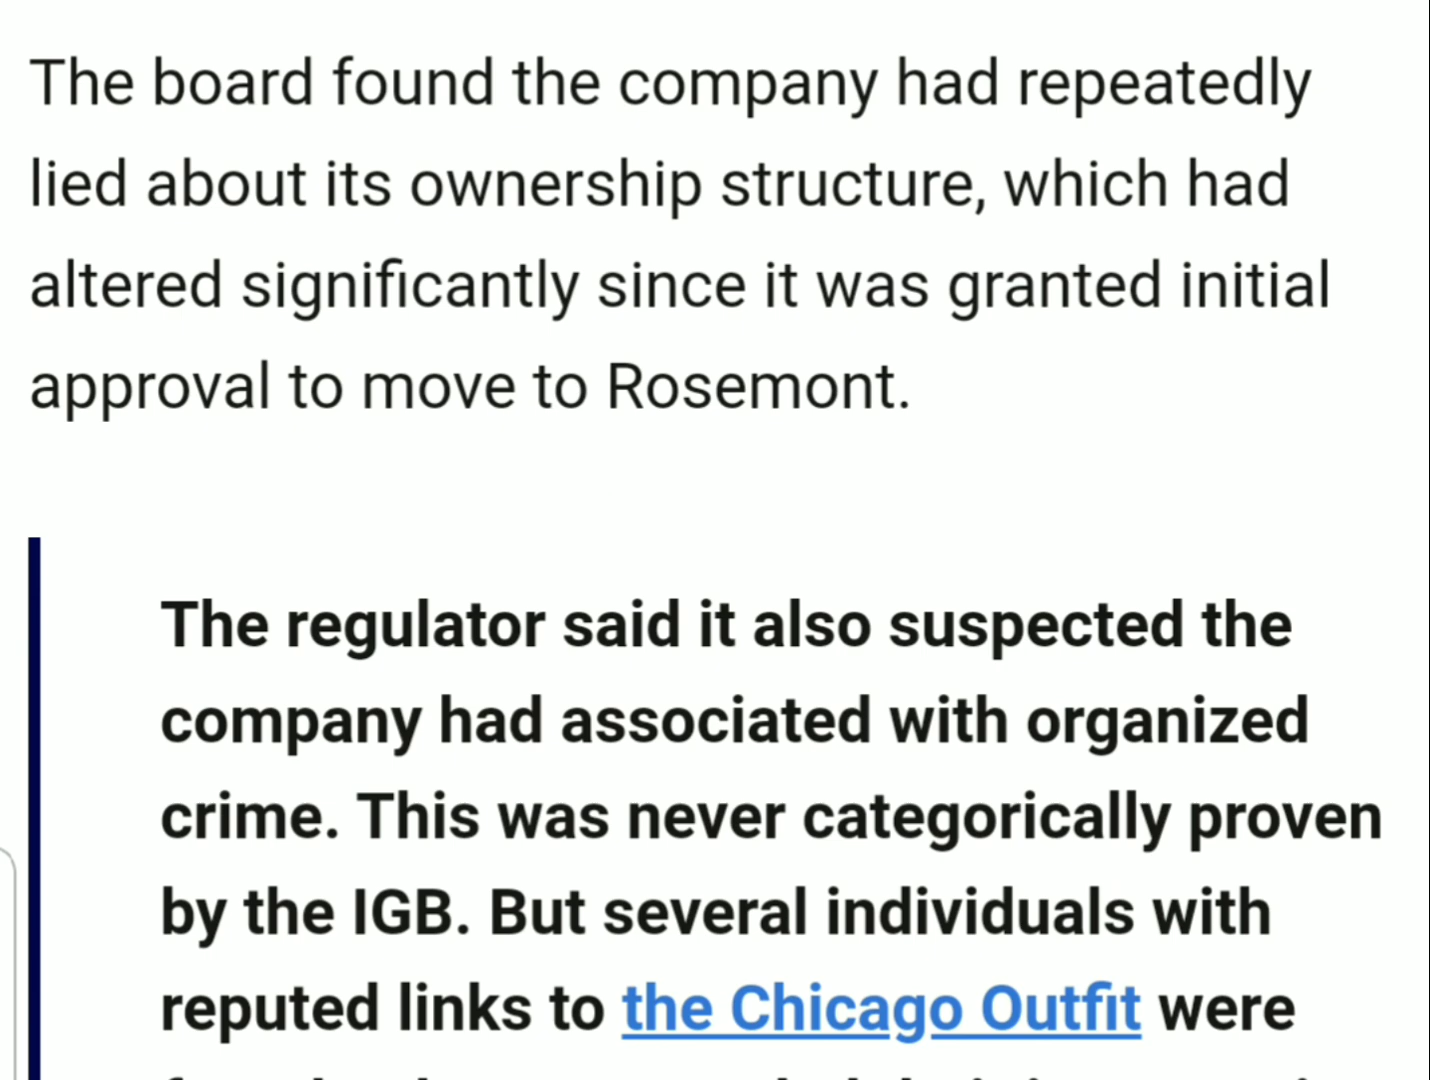 The board found the company had repeatedly
lied about its ownership structure, which had
altered significantly since it was granted initial
approval to move to Rosemont.
The regulator said it also suspected the
company had associated with organized
crime. This was never categorically proven
by the IGB. But several individuals with
reputed links to the Chicago Outfit were